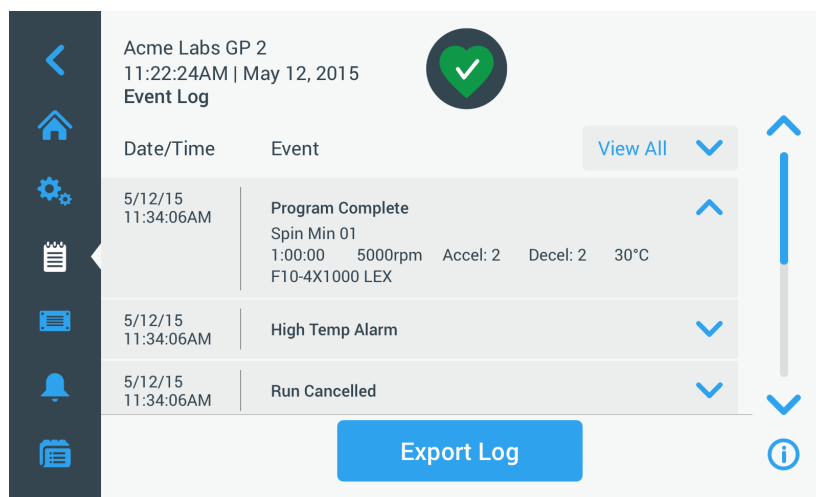 Acme Labs GP 2
11:22:24AM | May 12, 2015
Event Log
Date/Time Event View All
5/12/15
11:34:06AM
Program Complete
Spin Min 01
1:00:00 5000rpm Accel: 2 Decel: 2 30°C
F10-4X1000 LEX
5/12/15
11:34:06AM
High Temp Alarm
5/12/15
11:34:06AM
Run Cancelled
Export Log